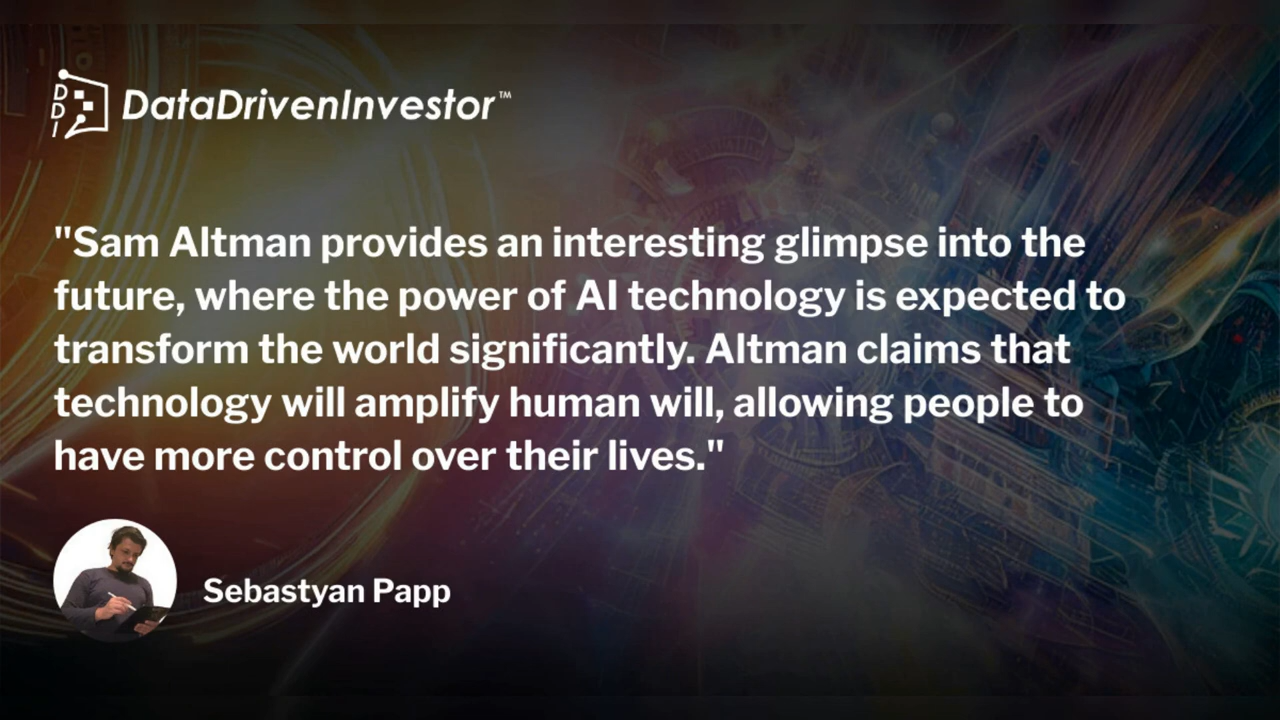 DDI
DataDrivenInvestor™
"Sam Altman provides an interesting glimpse into the
future, where the power of AI technology is expected to
transform the world significantly. Altman claims that
technology will amplify human will, allowing people to
have more control over their lives."
Sebastyan Papp